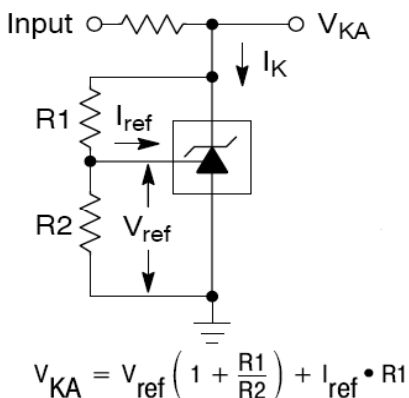 Input
V_KA
I_K
R1
I_ref
R2
V_ref
V_KA = V_ref ( 1 + R1/R2 ) + I_ref • R1